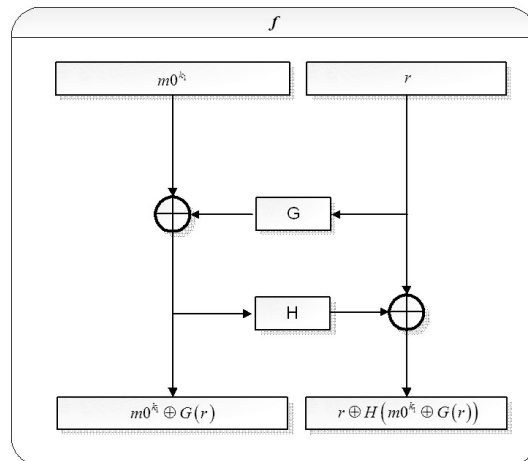 f
m0^{k_1}
r
G
H
m0^{k_1} ⊕ G(r)
r ⊕ H(m0^{k_1} ⊕ G(r))